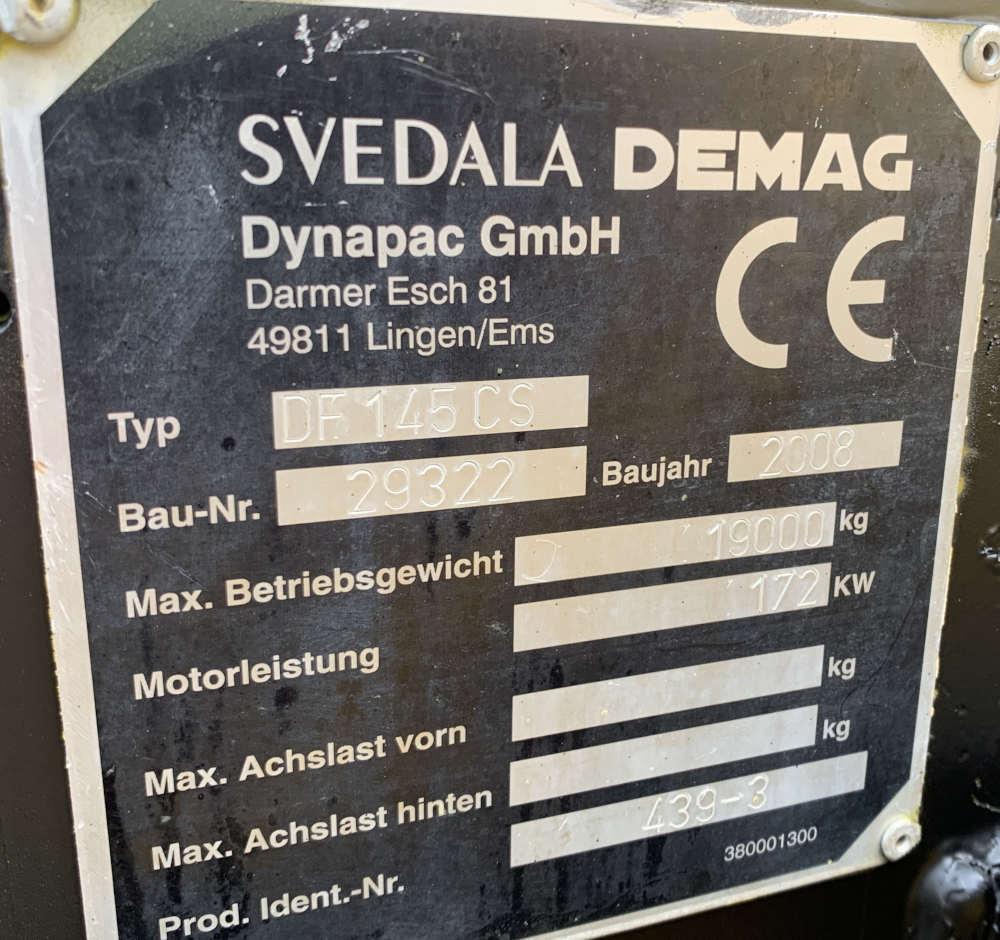 SVEDALA DEMAG
Dynapac GmbH
Darmer Esch 81
49811 Lingen/Ems
CE
Typ DF 145 CS
Bau-Nr. 29322 Baujahr 2008
Max. Betriebsgewicht 19000 kg
Motorleistung 172 KW
Max. Achslast vorn kg
Max. Achslast hinten kg
Prod. Ident.-Nr. 439-3
380001300